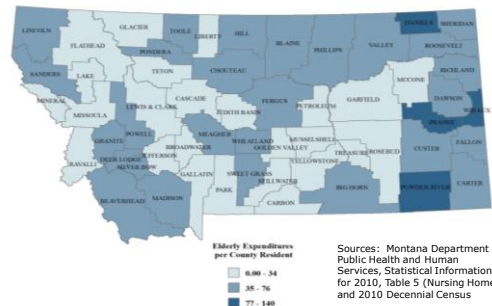 LINCOLN
FLATHEAD
GLACIER
TOOLE
LIBERTY
HILL
BLAINE
PHILLIPS
VALLEY
DANIELS
SHERIDAN
ROOSEVELT
PONDERA
SANDERS
LAKE
TETON
CHOUTEAU
MCCONE
RICHLAND
DAWSON
WIBAUX
MINERAL
MISSOULA
LEWIS & CLARK
CASCADE
JUDITH BASIN
FERGUS
PETROLEUM
GARFIELD
PRAIRIE
POWELL
GRANITE
MEAGHER
WHEATLAND
GOLDEN VALLEY
MUSSELSHELL
TREASURE
ROSEBUD
CUSTER
FALLON
RAVALLI
DEER LODGE
SILVER BOW
JEFFERSON
BROADWATER
GALLATIN
PARK
SWEET GRASS
STILLWATER
YELLOWSTONE
CARBON
BIG HORN
POWDER RIVER
CARTER
BEAVERHEAD
MADISON
Elderly Expenditures
per County Resident
0.00 - 34
35 - 76
77 - 140
Sources: Montana Department
Public Health and Human
Services, Statistical Information
for 2010, Table 5 (Nursing Home
and 2010 Decennial Census